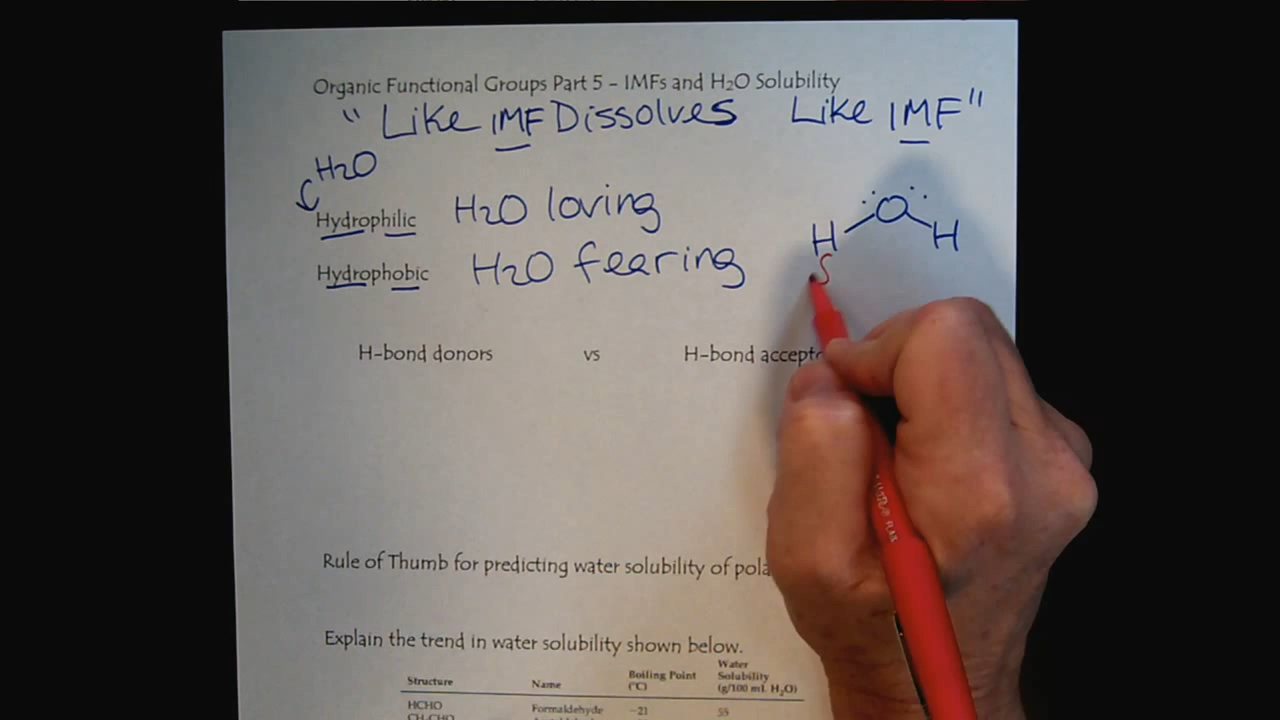 Organic Functional Groups Part 5 - IMFs and H2O Solubility
"Like IMF Dissolves Like IMF"
H2O
Hydrophilic H2O loving
H O H
Hydrophobic H2O fearing
H-bond donors vs H-bond accepto
Rule of Thumb for predicting water solubility of pola
Explain the trend in water solubility shown below.
Structure Name Boiling Point (°C) Water Solubility (g/100 mL H2O)
HCHO Formaldehyde -21 55